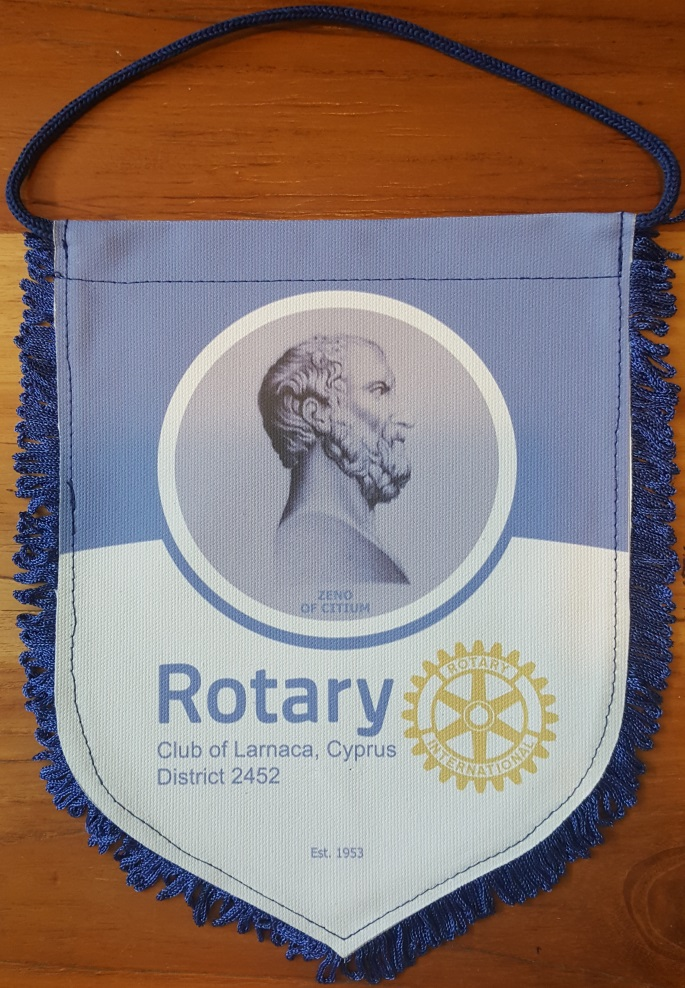 ZENO
OF CITIUM
Rotary
ROTARY
INTERNATIONAL
Club of Larnaca, Cyprus
District 2452
Est. 1953